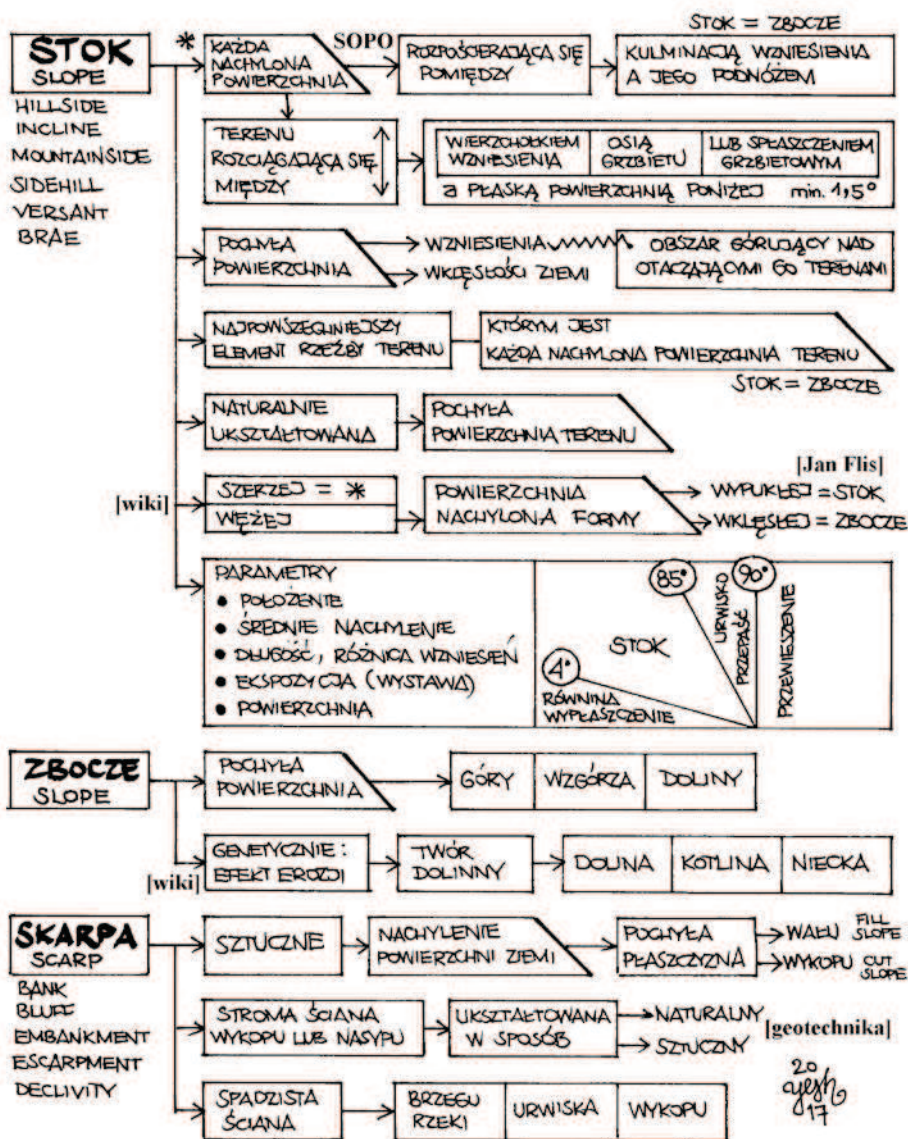 STOK = ZBOCZE
STOK
SLOPE
HILLSIDE
INCLINE
MOUNTAINSIDE
SIDEHILL
VERSANT
BRAE
*
KAŻDA
NACHYLONA
POWIERZCHNIA
SOPO
ROZPOŚCIERAJĄCA SIĘ
POMIĘDZY
KULMINACJĄ WZNIESIENIA
A JEGO PODNÓŻEM
TERENU
ROZCIĄGAJĄCA SIĘ
MIĘDZY
WIERZCHOŁKIEM
WZNIESIENIA
OSIĄ
GRZBIETU
LUB SPŁASZCZENIEM
GRZBIETOWYM
a PŁASKĄ POWIERZCHNIĄ PONIŻEJ min. 1,5°
POCHYŁA
POWIERZCHNIA
WZNIESIENIA
WKLĘSŁOŚCI ZIEMI
OBSZAR GÓRUJĄCY NAD
OTACZAJĄCYMI GO TERENAMI
NAJPOWSZECHNIEJSZY
ELEMENT RZEŹBY TERENU
KTÓRYM JEST
KAŻDA NACHYLONA POWIERZCHNIA TERENU
STOK = ZBOCZE
NATURALNIE
UKSZTAŁTOWANA
POCHYŁA
POWIERZCHNIA TERENU
[wiki]
SZERZEJ = *
WĘŻEJ
POWIERZCHNIA
NACHYLONA FORMY
[Jan Flis]
WYPUKŁEJ = STOK
WKLĘSŁEJ = ZBOCZE
PARAMETRY
• POŁOŻENIE
• ŚREDNIE NACHYLENIE
• DŁUGOŚĆ, RÓŻNICA WZNIESIEŃ
• EKSPOZYCJA (WYSTAWA)
• POWIERZCHNIA
4°
RÓWNINA
WYPŁASZCZENIE
STOK
85°
URWISKO
PRZEPAŚĆ
90°
PRZEWIESZENIE
ZBOCZE
SLOPE
POCHYŁA
POWIERZCHNIA
GÓRY
WZGÓRZA
DOLINY
[wiki]
GENETYCZNIE:
EFEKT EROZJI
TWÓR
DOLINNY
DOLINA
KOTLINA
NIECKA
SKARPA
SCARP
BANK
BLUFF
EMBANKMENT
ESCARPMENT
DECLIVITY
SZTUCZNE
NACHYLENIE
POWIERZCHNI ZIEMI
POCHYŁA
PŁASZCZYZNA
WAŁU FILL SLOPE
WYKOPU CUT SLOPE
STROMA ŚCIANA
WYKOPU LUB NASYPU
UKSZTAŁTOWANA
W SPOSÓB
NATURALNY
SZTUCZNY
[geotechnika]
SPADZISTA
ŚCIANA
BRZEGU
RZEKI
URWISKA
WYKOPU
20
yesh
17